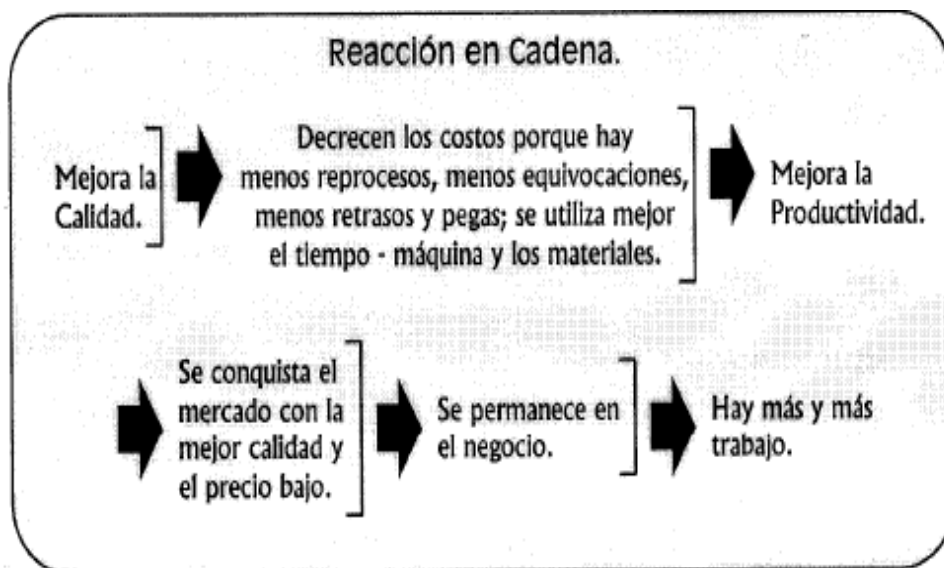 Reacción en Cadena.
Mejora la
Calidad.
Decrecen los costos porque hay
menos reprocesos, menos equivocaciones,
menos retrasos y pegas; se utiliza mejor
el tiempo - máquina y los materiales.
Mejora la
Productividad.
Se conquista el
mercado con la
mejor calidad y
el precio bajo.
Se permanece en
el negocio.
Hay más y más
trabajo.